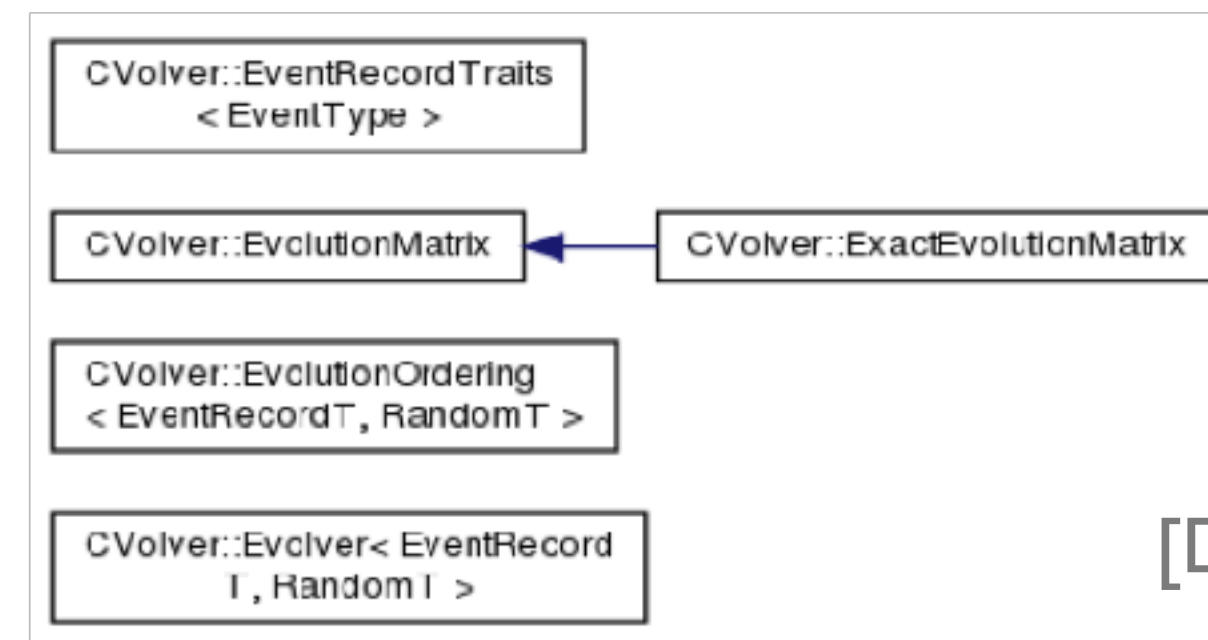 CVolver::EventRecordTraits
< EventType >
CVolver::EvolutionMatrix
CVolver::ExactEvolutionMatrix
CVolver::EvolutionOrdering
< EventRecordT, RandomT >
CVolver::Evolver< EventRecord
T, RandomT >